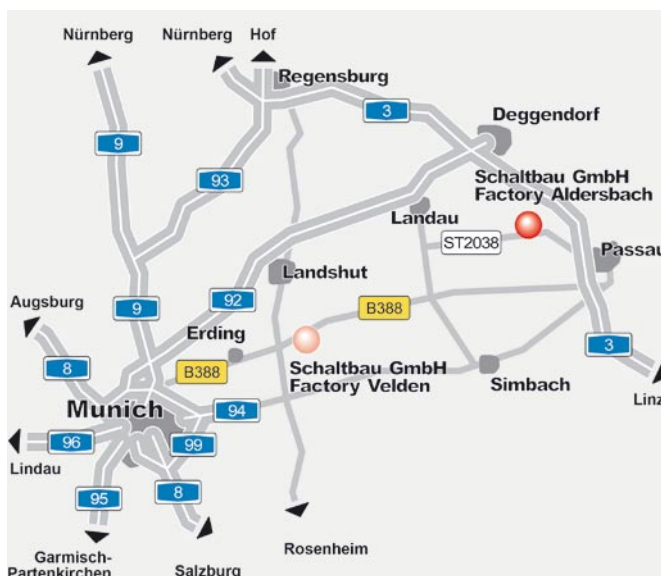 Nürnberg
Nürnberg
Hof
Regensburg
3
Deggendorf
9
93
Schaltbau GmbH
Factory Aldersbach
Landau
ST2038
Passau
Landshut
92
Augsburg
9
B388
Erding
8
B388
Schaltbau GmbH
Factory Velden
Simbach
3
Linz
Munich
94
96
99
Lindau
95
8
Rosenheim
Garmisch-
Partenkirchen
Salzburg